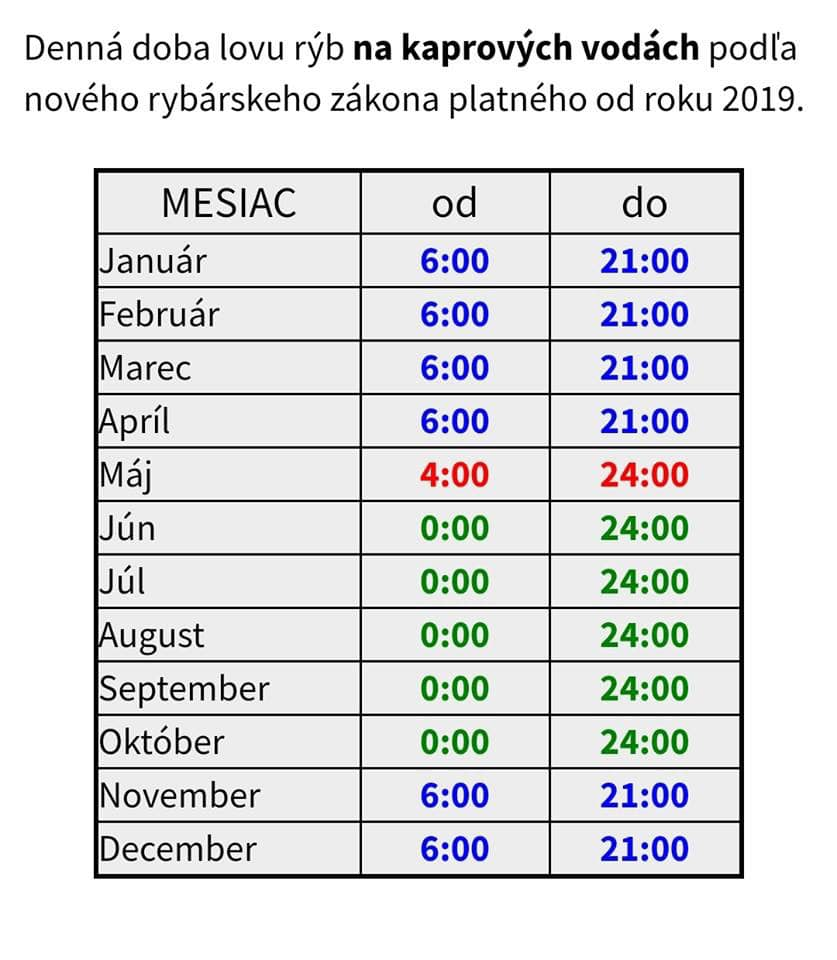 Denná doba lovu rýb na kaprových vodách podľa
nového rybárskeho zákona platného od roku 2019.
MESIAC od do
Január 6:00 21:00
Február 6:00 21:00
Marec 6:00 21:00
Apríl 6:00 21:00
Máj 4:00 24:00
Jún 0:00 24:00
Júl 0:00 24:00
August 0:00 24:00
September 0:00 24:00
Október 0:00 24:00
November 6:00 21:00
December 6:00 21:00